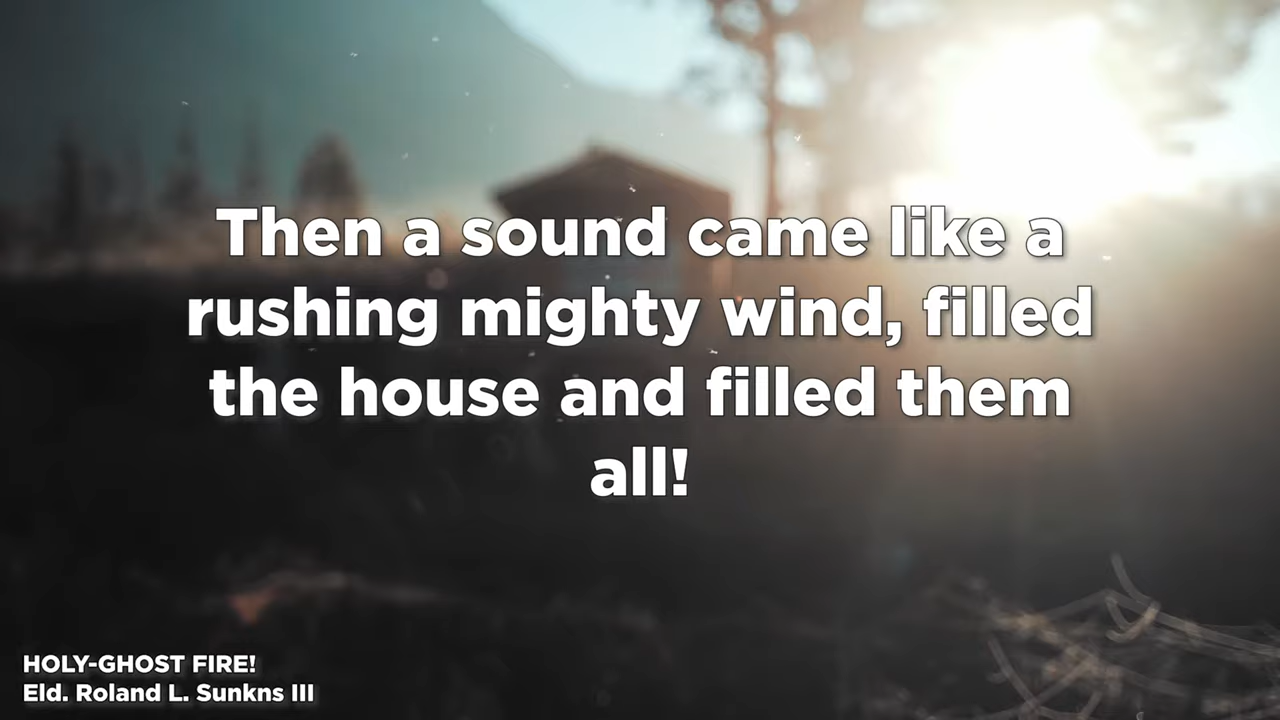 Then a sound came like a
rushing mighty wind, filled
the house and filled them
all!
HOLY-GHOST FIRE!
Eld. Roland L. Sunkns III